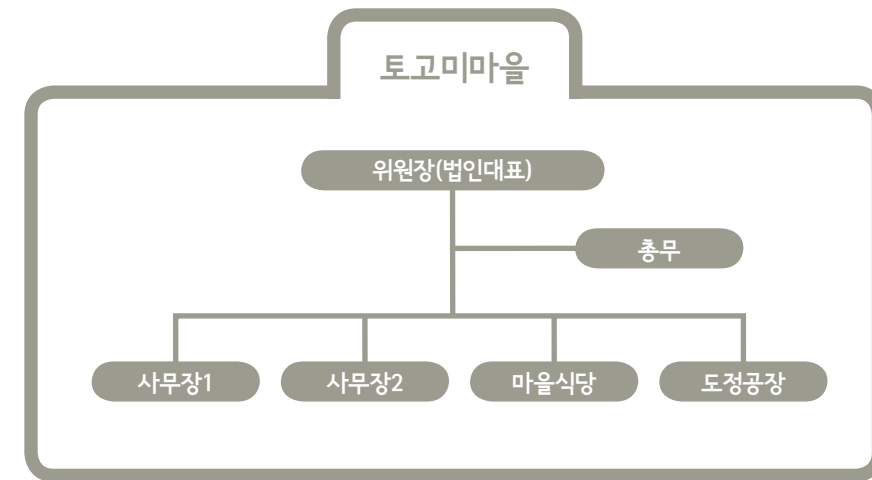 토고미마을
위원장(법인대표)
총무
사무장1
사무장2
마을식당
도정공장